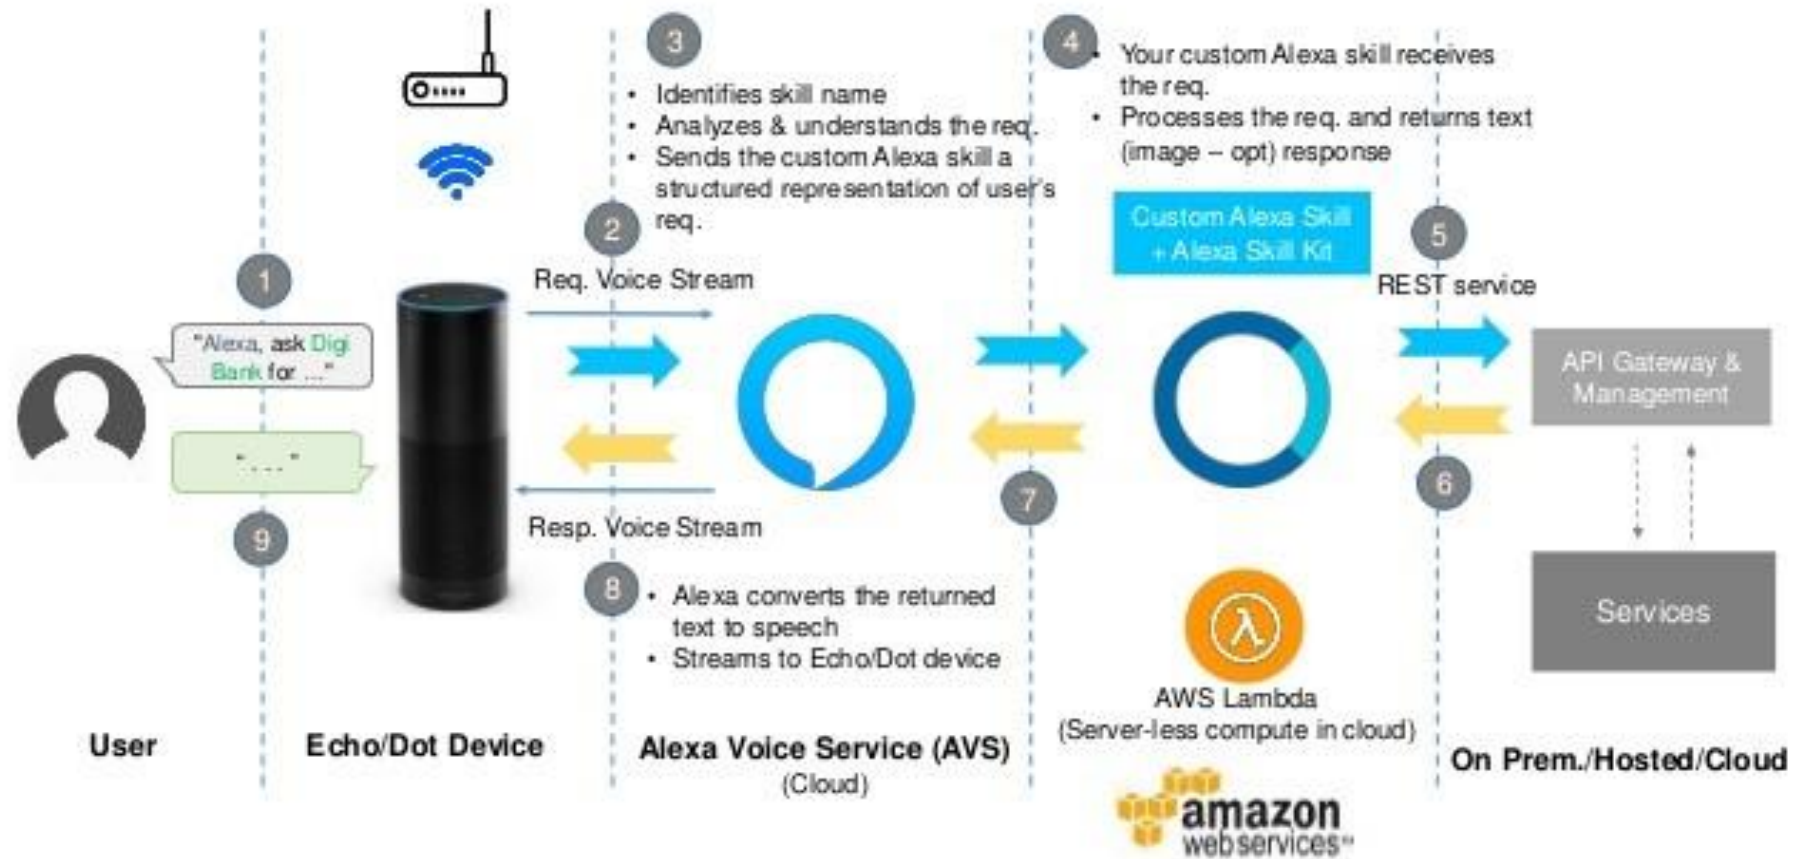 3
• Identifies skill name
• Analyzes & understands the req.
• Sends the custom Alexa skill a
structured representation of user's
req.
4
• Your custom Alexa skill receives
the req.
• Processes the req. and returns text
(image – opt) response
Custom Alexa Skill
+ Alexa Skill Kit
2
Req. Voice Stream
5
REST service
1
"Alexa, ask Digi
Bank for ..."
API Gateway &
Management
"...."
9
Resp. Voice Stream
7
6
8
• Alexa converts the returned
text to speech
• Streams to Echo/Dot device
Services
AWS Lambda
(Server-less compute in cloud)
User
Echo/Dot Device
Alexa Voice Service (AVS)
(Cloud)
On Prem./Hosted/Cloud
amazon
webservices